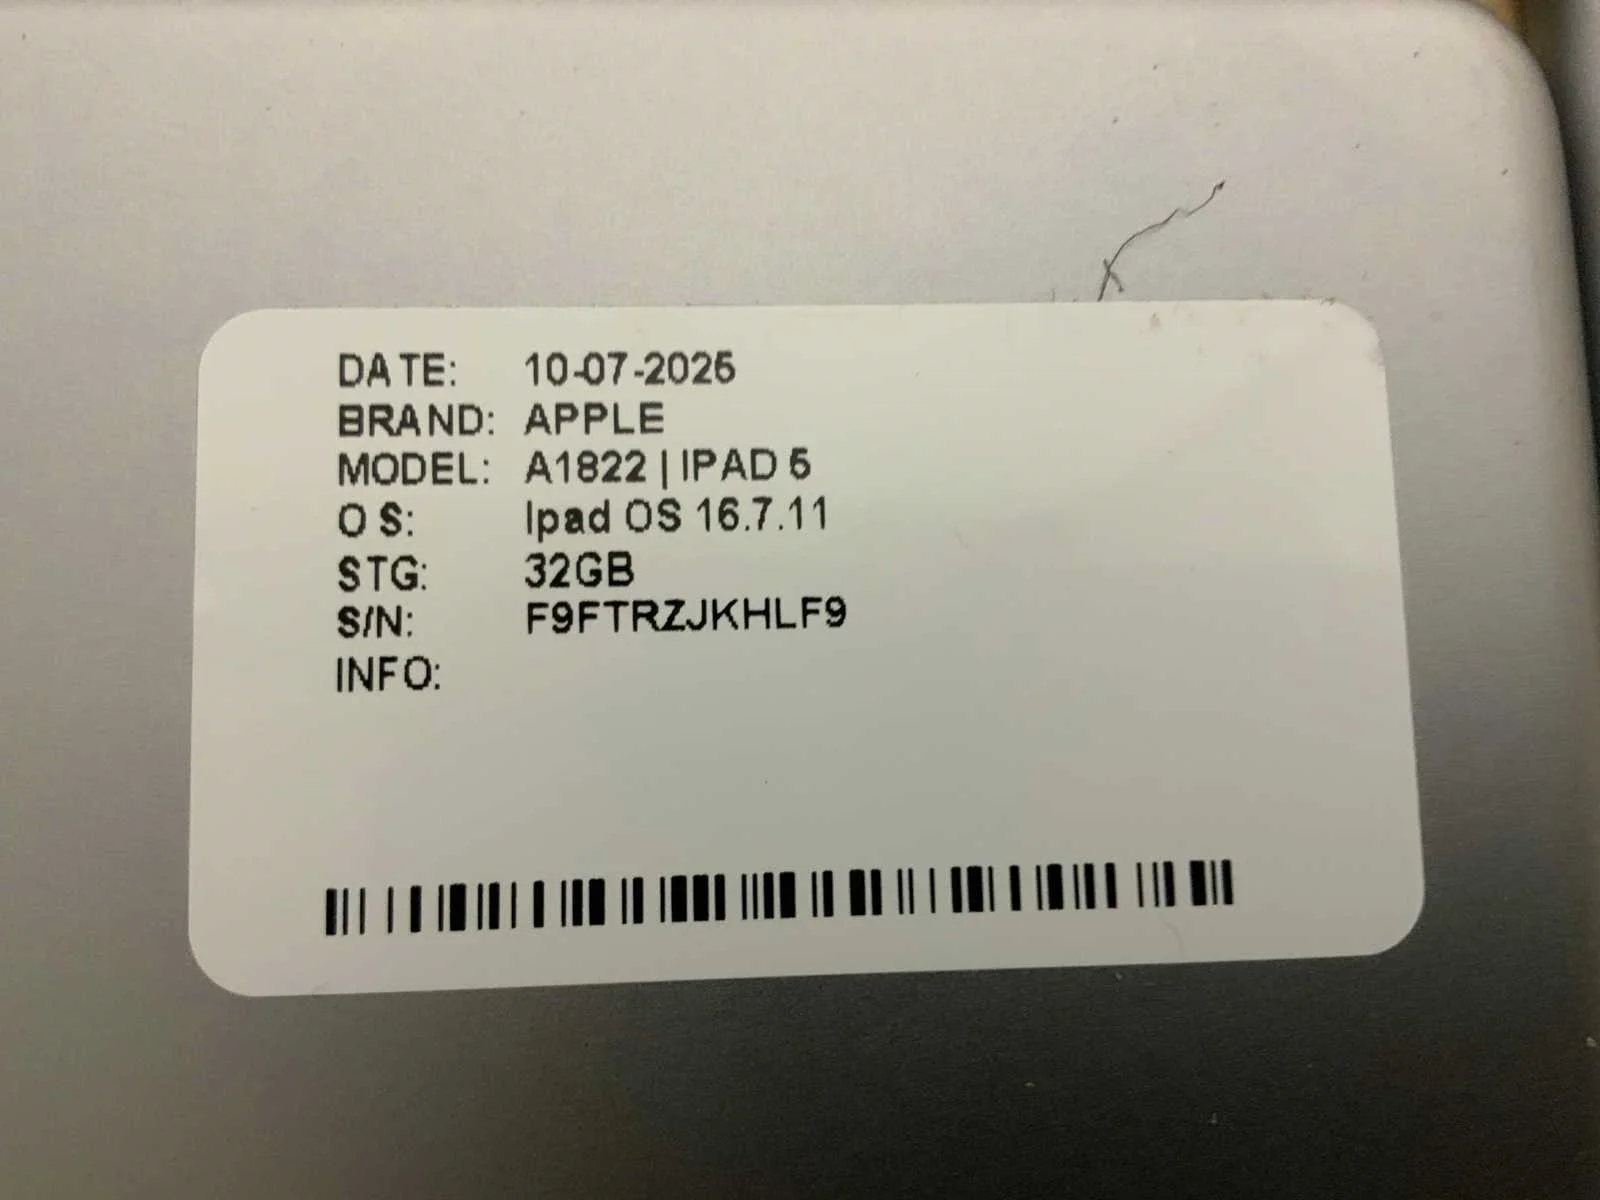 DATE: 10-07-2025
BRAND: APPLE
MODEL: A1822 | IPAD 5
OS: Ipad OS 16.7.11
STG: 32GB
S/N: F9FTRZJKHLF9
INFO: